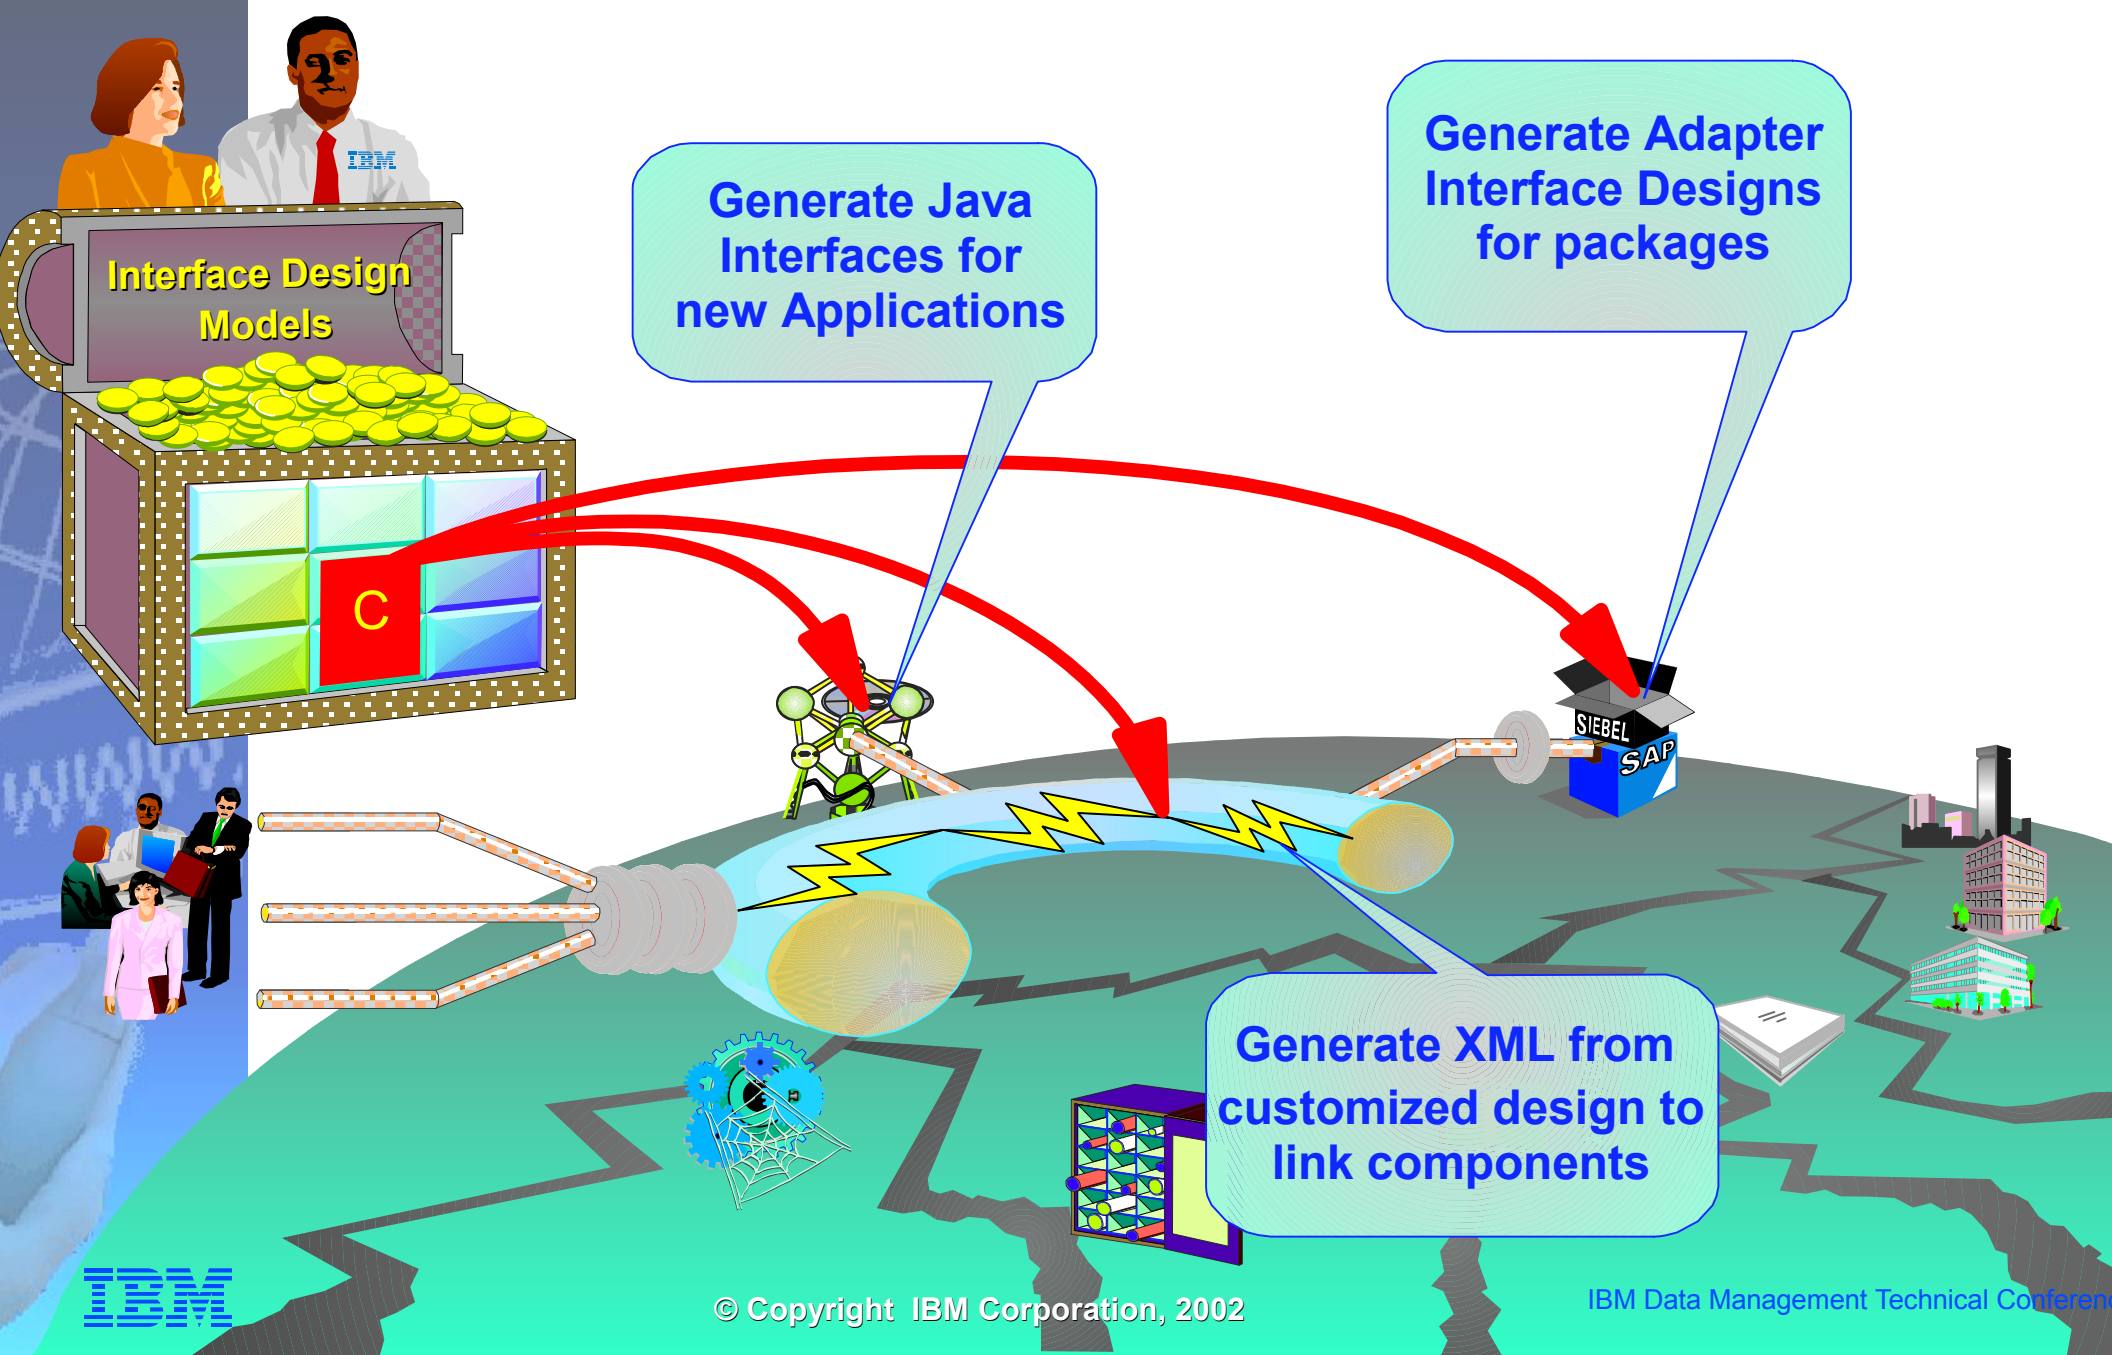 IBM
Interface Design
Models
Generate Java
Interfaces for
new Applications
Generate Adapter
Interface Designs
for packages
C
SIEBEL
SAP
Generate XML from
customized design to
link components
IBM
© Copyright IBM Corporation, 2002
IBM Data Management Technical